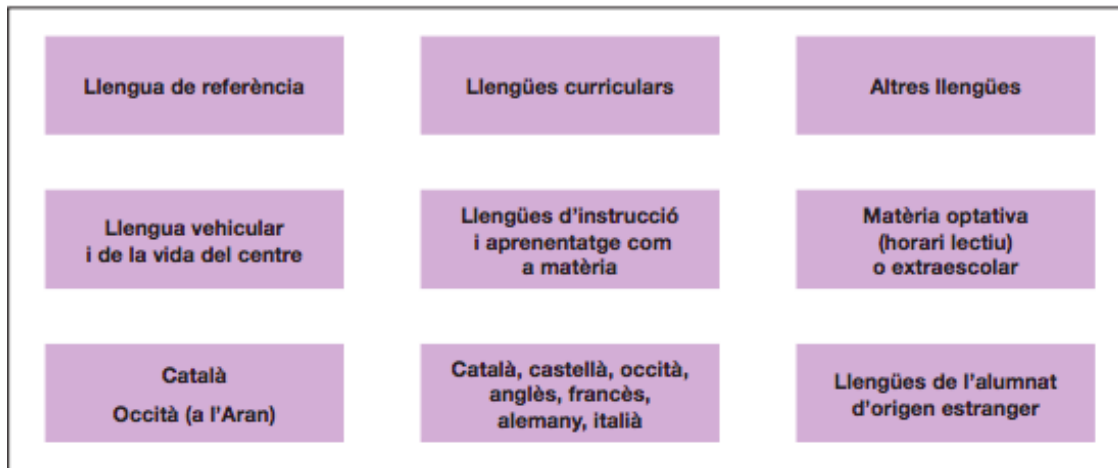 Llengua de referència
Llengües curriculars
Altres llengües
Llengua vehicular
i de la vida del centre
Llengües d'instrucció
i aprenentatge com
a matèria
Matèria optativa
(horari lectiu)
o extraescolar
Català
Occità (a l'Aran)
Català, castellà, occità,
anglès, francès,
alemany, italià
Llengües de l'alumnat
d'origen estranger